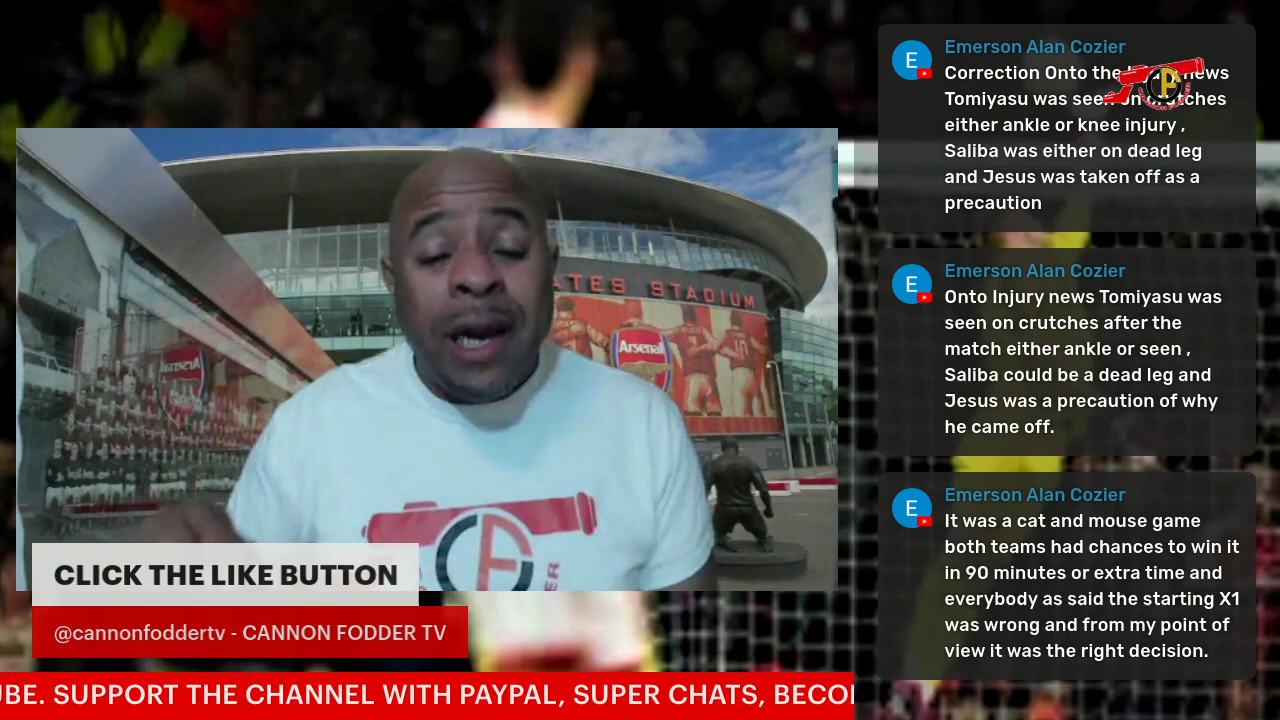 Emerson Alan Cozier
Correction Onto the news
Tomiyasu was seen on crutches
either ankle or knee injury ,
Saliba was either on dead leg
and Jesus was taken off as a
precaution
Emerson Alan Cozier
Onto Injury news Tomiyasu was
seen on crutches after the
match either ankle or seen ,
Saliba could be a dead leg and
Jesus was a precaution of why
he came off.
Emerson Alan Cozier
It was a cat and mouse game
both teams had chances to win it
in 90 minutes or extra time and
everybody as said the starting X1
was wrong and from my point of
view it was the right decision.
ATES STADIUM
Arsenal
Arsenal
CF
CLICK THE LIKE BUTTON
@cannonfoddertv - CANNON FODDER TV
UBE. SUPPORT THE CHANNEL WITH PAYPAL, SUPER CHATS, BECO